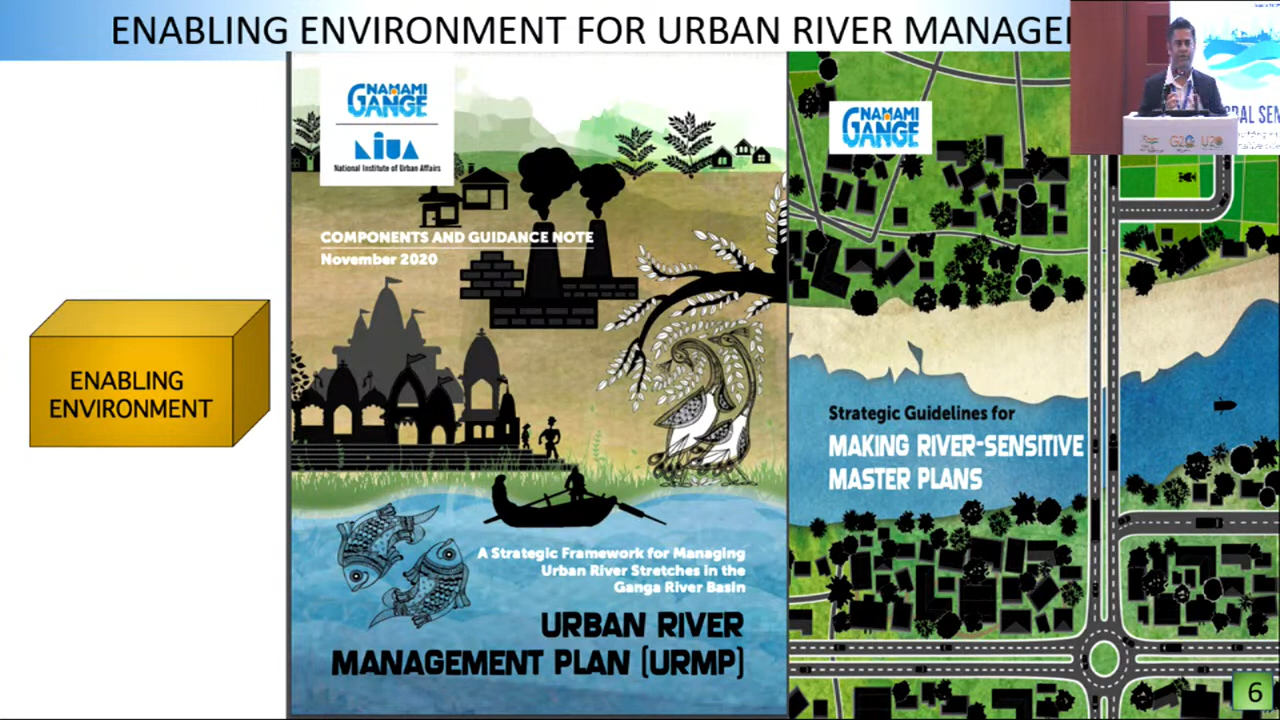 ENABLING ENVIRONMENT FOR URBAN RIVER MANAGE
NAMAMI
GANGE
NIUA
National Institute of Urban Affairs
COMPONENTS AND GUIDANCE NOTE
November 2020
A Strategic Framework for Managing
Urban River Stretches in the
Ganga River Basin
URBAN RIVER
MANAGEMENT PLAN (URMP)
ENABLING
ENVIRONMENT
NAMAMI
GANGE
Strategic Guidelines for
MAKING RIVER-SENSITIVE
MASTER PLANS
G20 U20
6